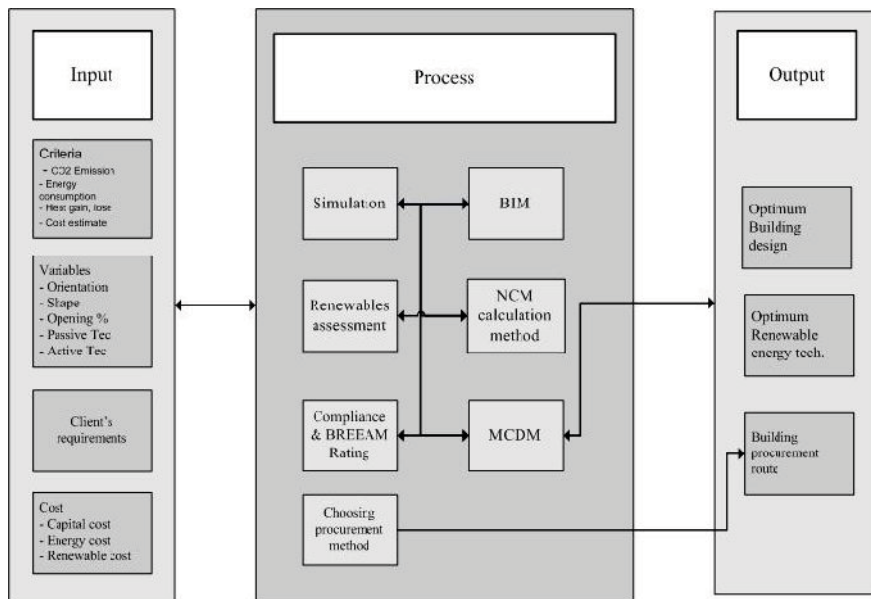 Input
Criteria
- CO2 Emission
- Energy
consumption
- Heat gain, lose
- Cost estimate
Variables
- Orientation
- Shape
- Opening %
- Passive Tec
- Active Tec
Client's
requirements
Cost
- Capital cost
- Energy cost
- Renewable cost
Process
Simulation
BIM
Renewables
assessment
NCM
calculation
method
Compliance
& BREEAM
Rating
MCDM
Choosing
procurement
method
Output
Optimum
Building
design
Optimum
Renewable
energy tech.
Building
procurement
route